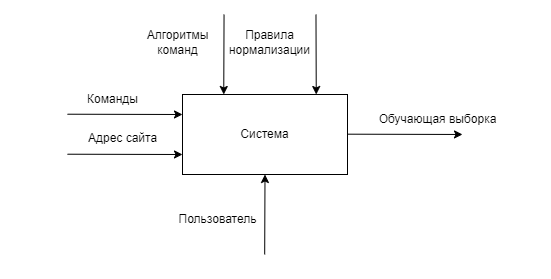 Алгоритмы
команд
Правила
нормализации
Команды
Адрес сайта
Система
Обучающая выборка
Пользователь